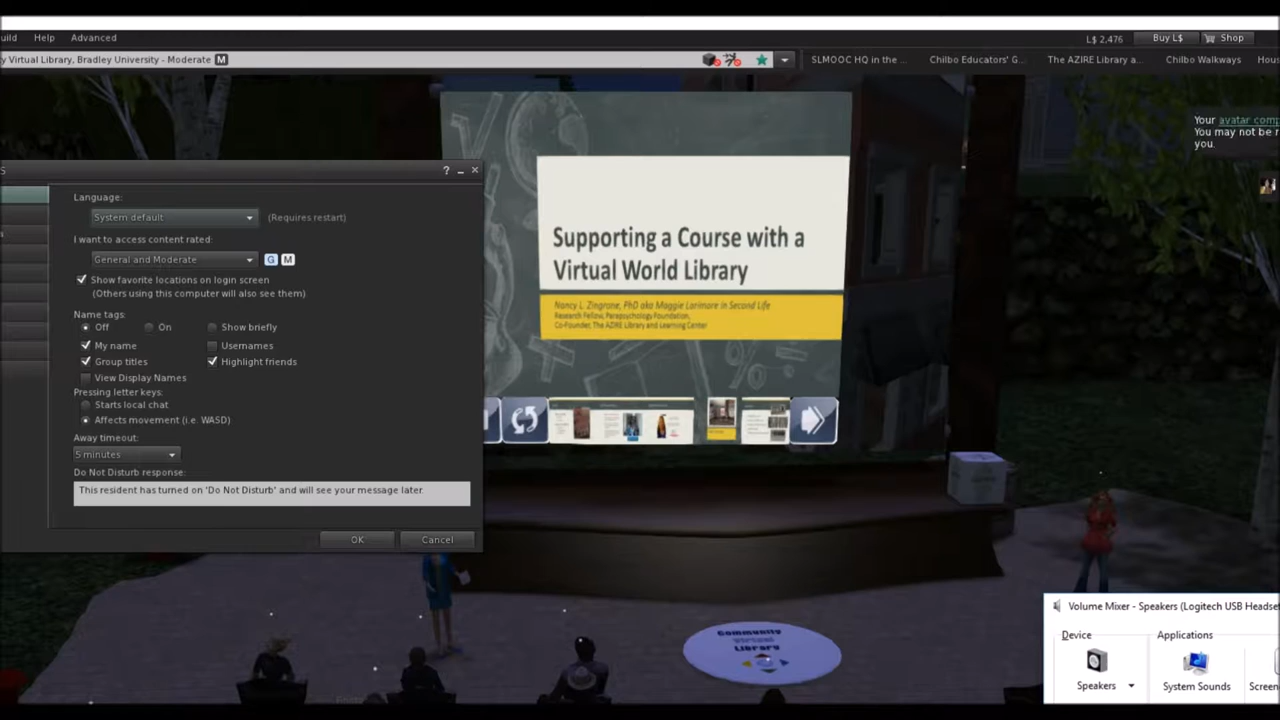 uild Help Advanced
L$ 2,476 Buy L$ Shop
y Virtual Library, Bradley University - Moderate M
SLMOOC HQ in the ... Chilbo Educators' G... The AZIRE Library a... Chilbo Walkways Hous
Your avatar comp
You may not be r
you.
S ? _ ×
Language:
System default (Requires restart)
I want to access content rated:
General and Moderate G M
Show favorite locations on login screen
(Others using this computer will also see them)
Name tags:
Off On Show briefly
My name Usernames
Group titles Highlight friends
View Display Names
Pressing letter keys:
Starts local chat
Affects movement (i.e. WASD)
Away timeout:
5 minutes
Do Not Disturb response:
This resident has turned on 'Do Not Disturb' and will see your message later.
OK Cancel
Supporting a Course with a
Virtual World Library
Nancy L. Zingrone, PhD aka Maggie Larimore in Second Life
Research Fellow, Parapsychology Foundation,
Co-Founder, The AZIRE Library and Learning Center
Community
Virtual
Library
Volume Mixer - Speakers (Logitech USB Headse
Device Applications
Speakers System Sounds Screen